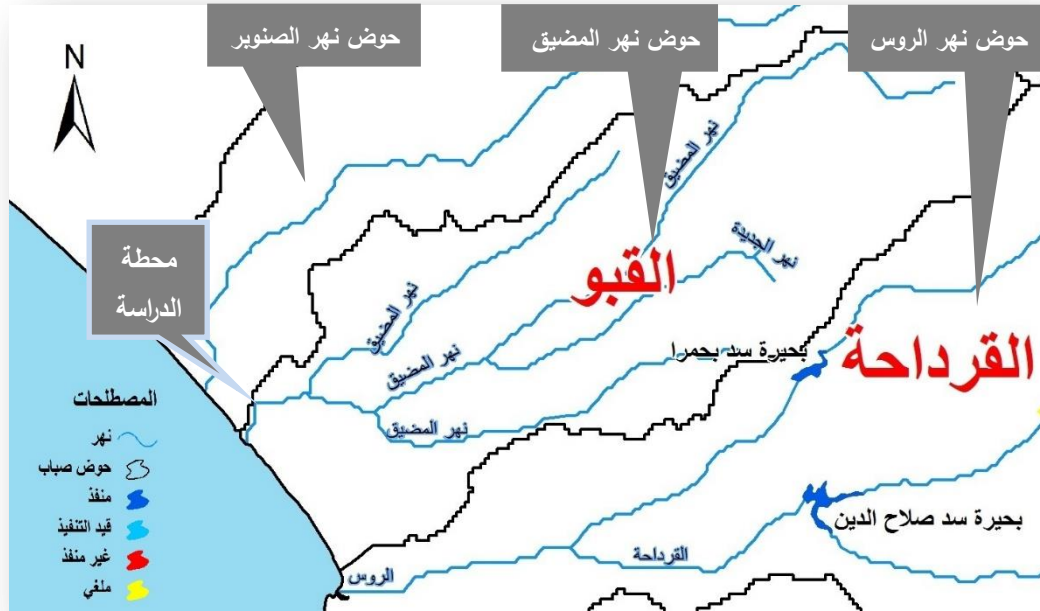 حوض نهر الصنوبر
حوض نهر المضيق
حوض نهر الروس
N
نهر المضيق
نهر الجديدة
محطة
الدراسة
القبو
نهر المضيق
بحيرة سد بحمرا
القرداحة
نهر المضيق
نهر المضيق
المصطلحات
نهر
حوض صباب
منفذ
قيد التنفيذ
غير منفذ
ملغي
بحيرة سد صلاح الدين
القرداحة
الروس